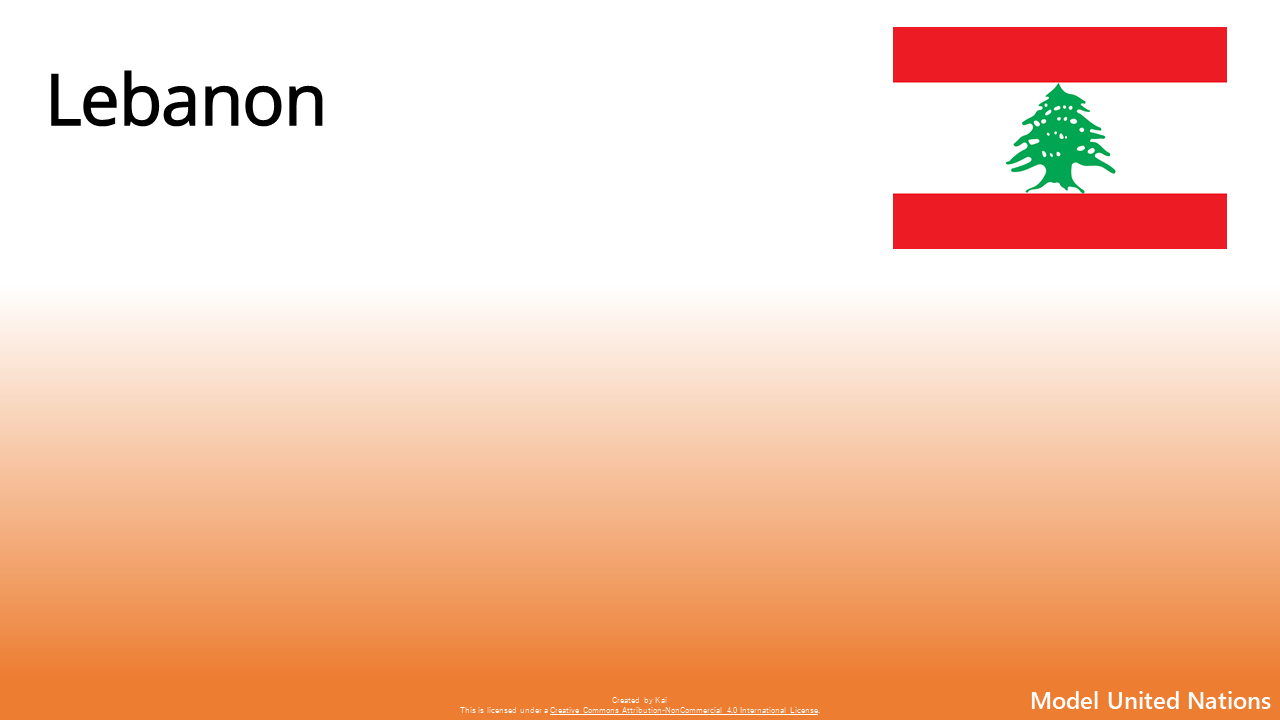 Lebanon
Created by Kai
This is licensed under a Creative Commons Attribution-NonCommercial 4.0 International License.
Model United Nations